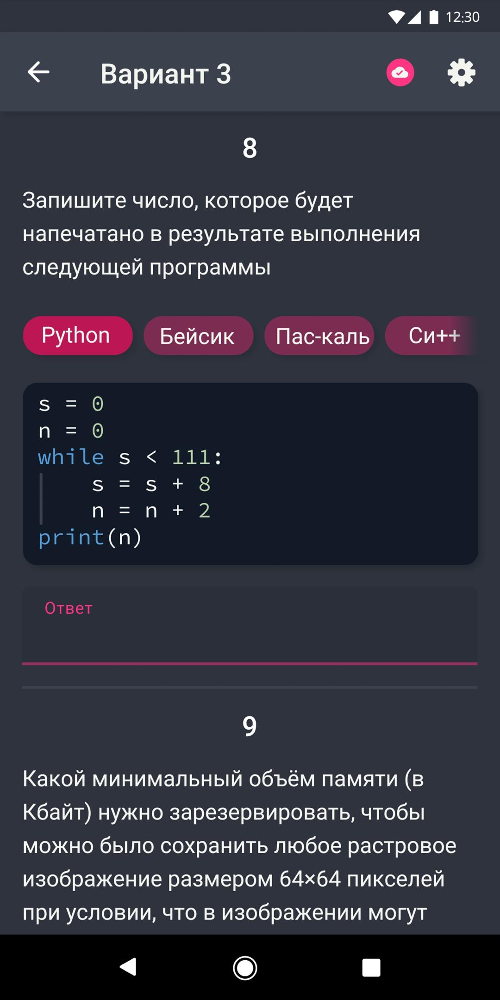 12:30
Вариант 3
8
Запишите число, которое будет
напечатано в результате выполнения
следующей программы
Python Бейсик Пас-каль Си++
s = 0
n = 0
while s < 111:
    s = s + 8
    n = n + 2
print(n)
Ответ
9
Какой минимальный объём памяти (в
Кбайт) нужно зарезервировать, чтобы
можно было сохранить любое растровое
изображение размером 64×64 пикселей
при условии, что в изображении могут